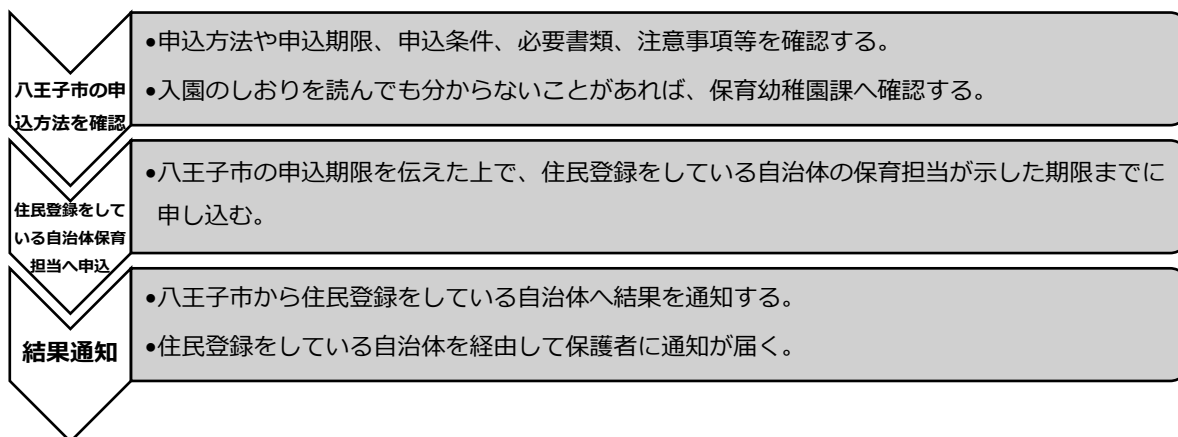 八王子市の申
込方法を確認
•申込方法や申込期限、申込条件、必要書類、注意事項等を確認する。
•入園のしおりを読んでも分からないことがあれば、保育幼稚園課へ確認する。
住民登録をして
いる自治体保育
担当へ申込
•八王子市の申込期限を伝えた上で、住民登録をしている自治体の保育担当が示した期限までに
申し込む。
結果通知
•八王子市から住民登録をしている自治体へ結果を通知する。
•住民登録をしている自治体を経由して保護者に通知が届く。